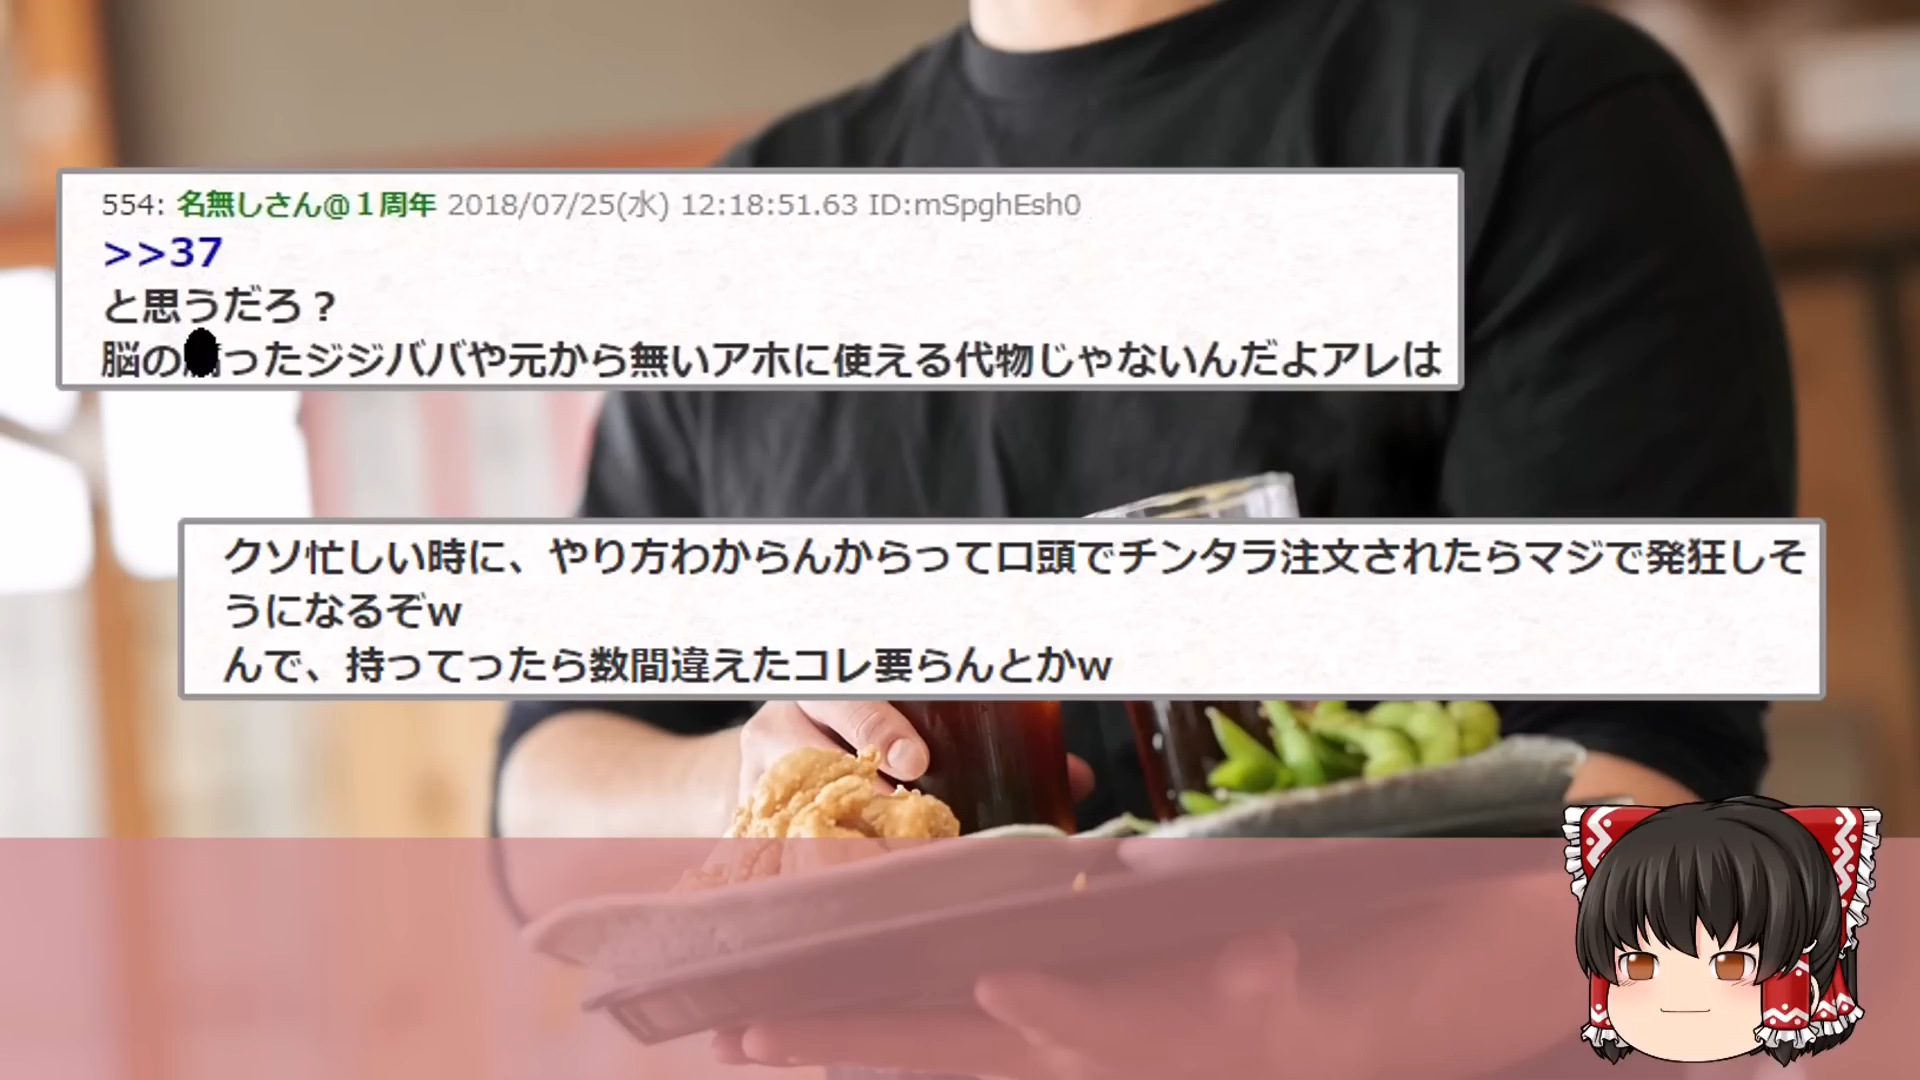 554: 名無しさん@１周年 2018/07/25(水) 12:18:51.63 ID:mSpghEsh0
>>37
と思うだろ？
脳の ったジジババや元から無いアホに使える代物じゃないんだよアレは
クソ忙しい時に、やり方わからんからって口頭でチンタラ注文されたらマジで発狂しそ
うになるぞw
んで、持ってったら数間違えたコレ要らんとかw